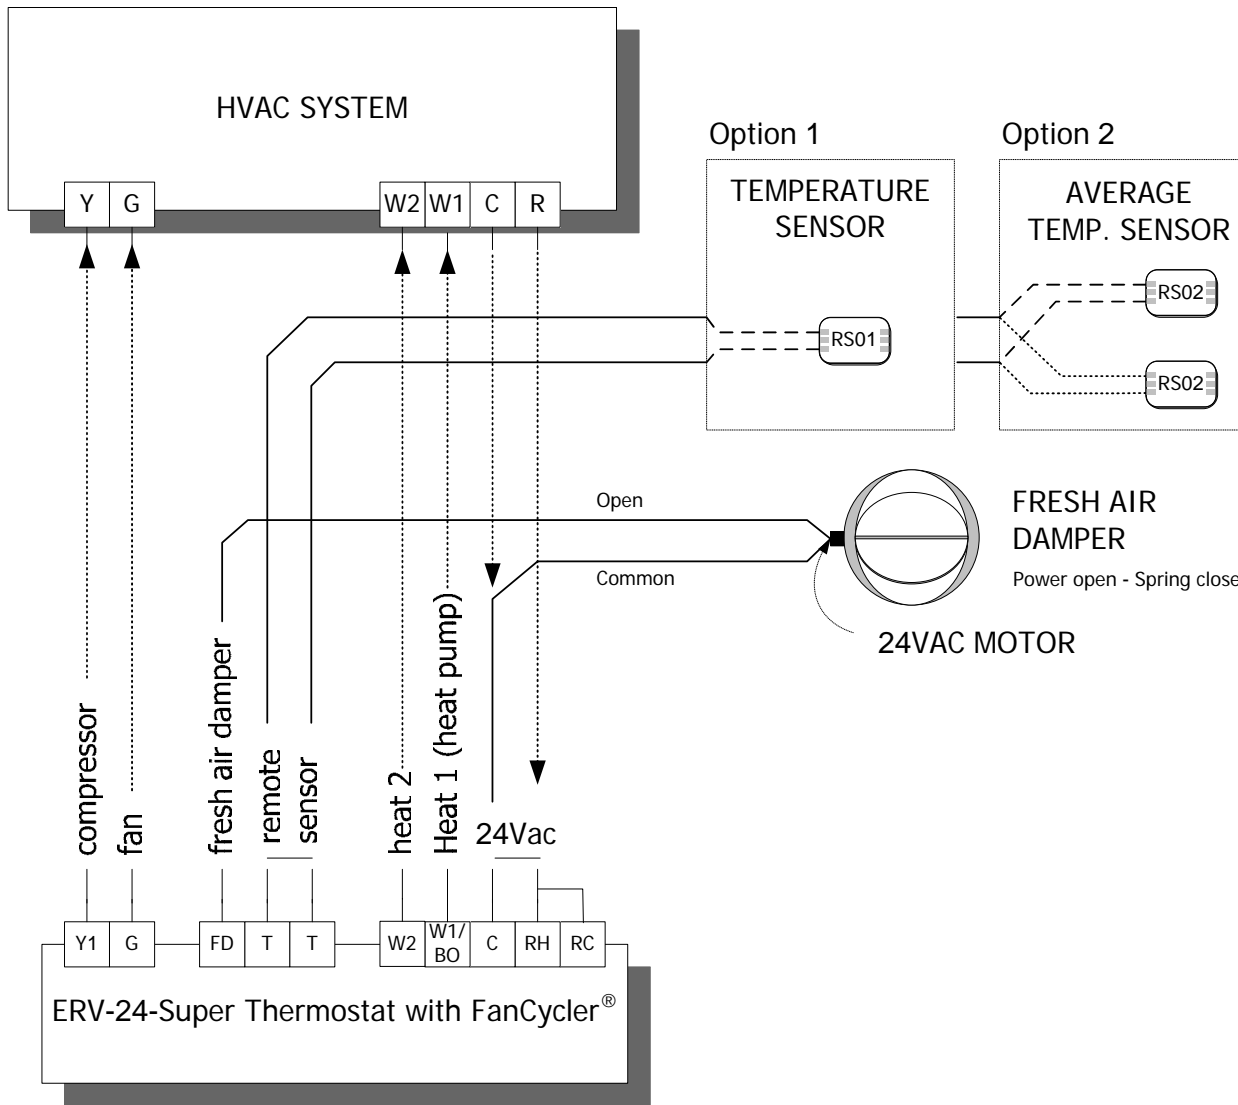 HVAC SYSTEM
Y G W2 W1 C R
Option 1
TEMPERATURE
SENSOR
RS01
Option 2
AVERAGE
TEMP. SENSOR
RS02
RS02
Open
Common
FRESH AIR
DAMPER
Power open - Spring close
24VAC MOTOR
compressor
fan
fresh air damper
remote
sensor
heat 2
Heat 1 (heat pump)
24Vac
Y1 G FD T T W2 W1/ C RH RC
BO
ERV-24-Super Thermostat with FanCycler®